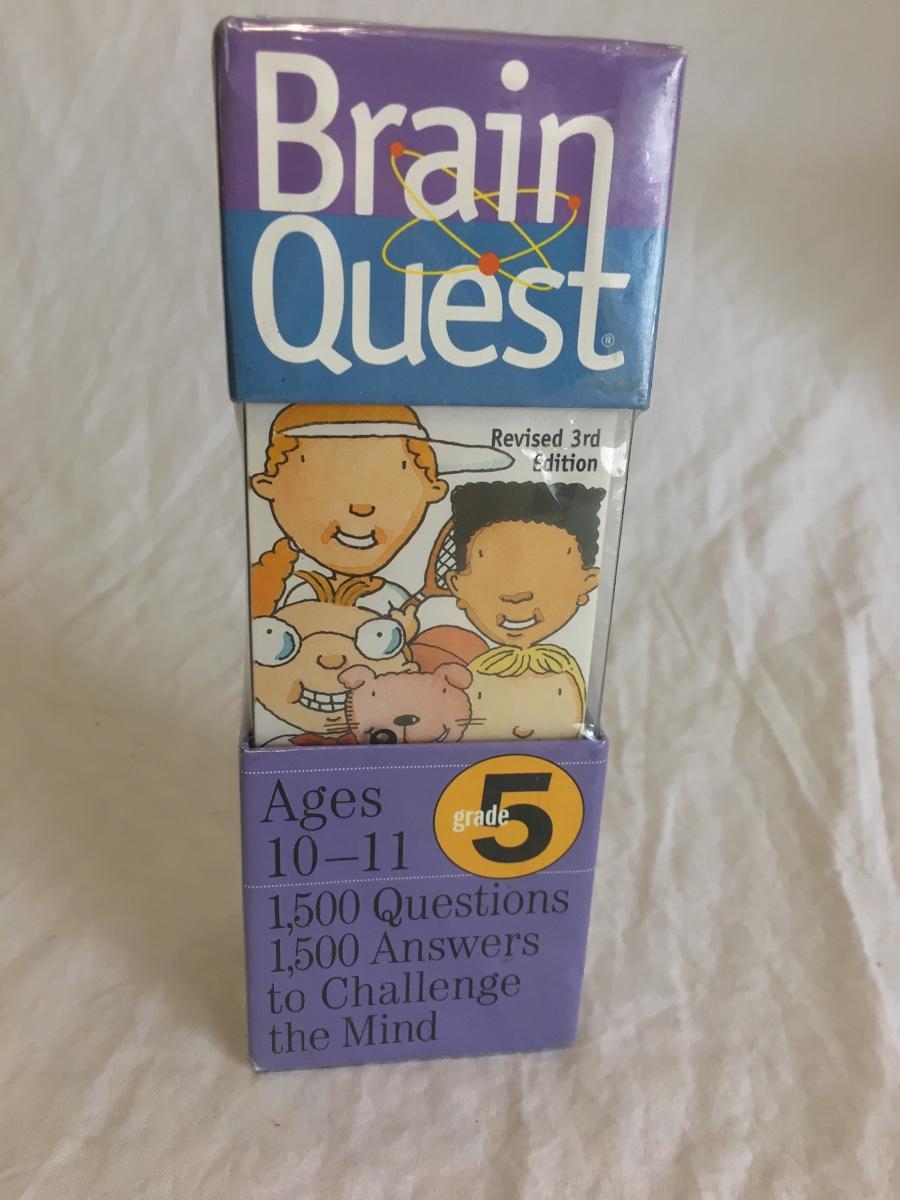 Brain
Quest®
Revised 3rd
Edition
Ages
10–11
grade 5
1,500 Questions
1,500 Answers
to Challenge
the Mind